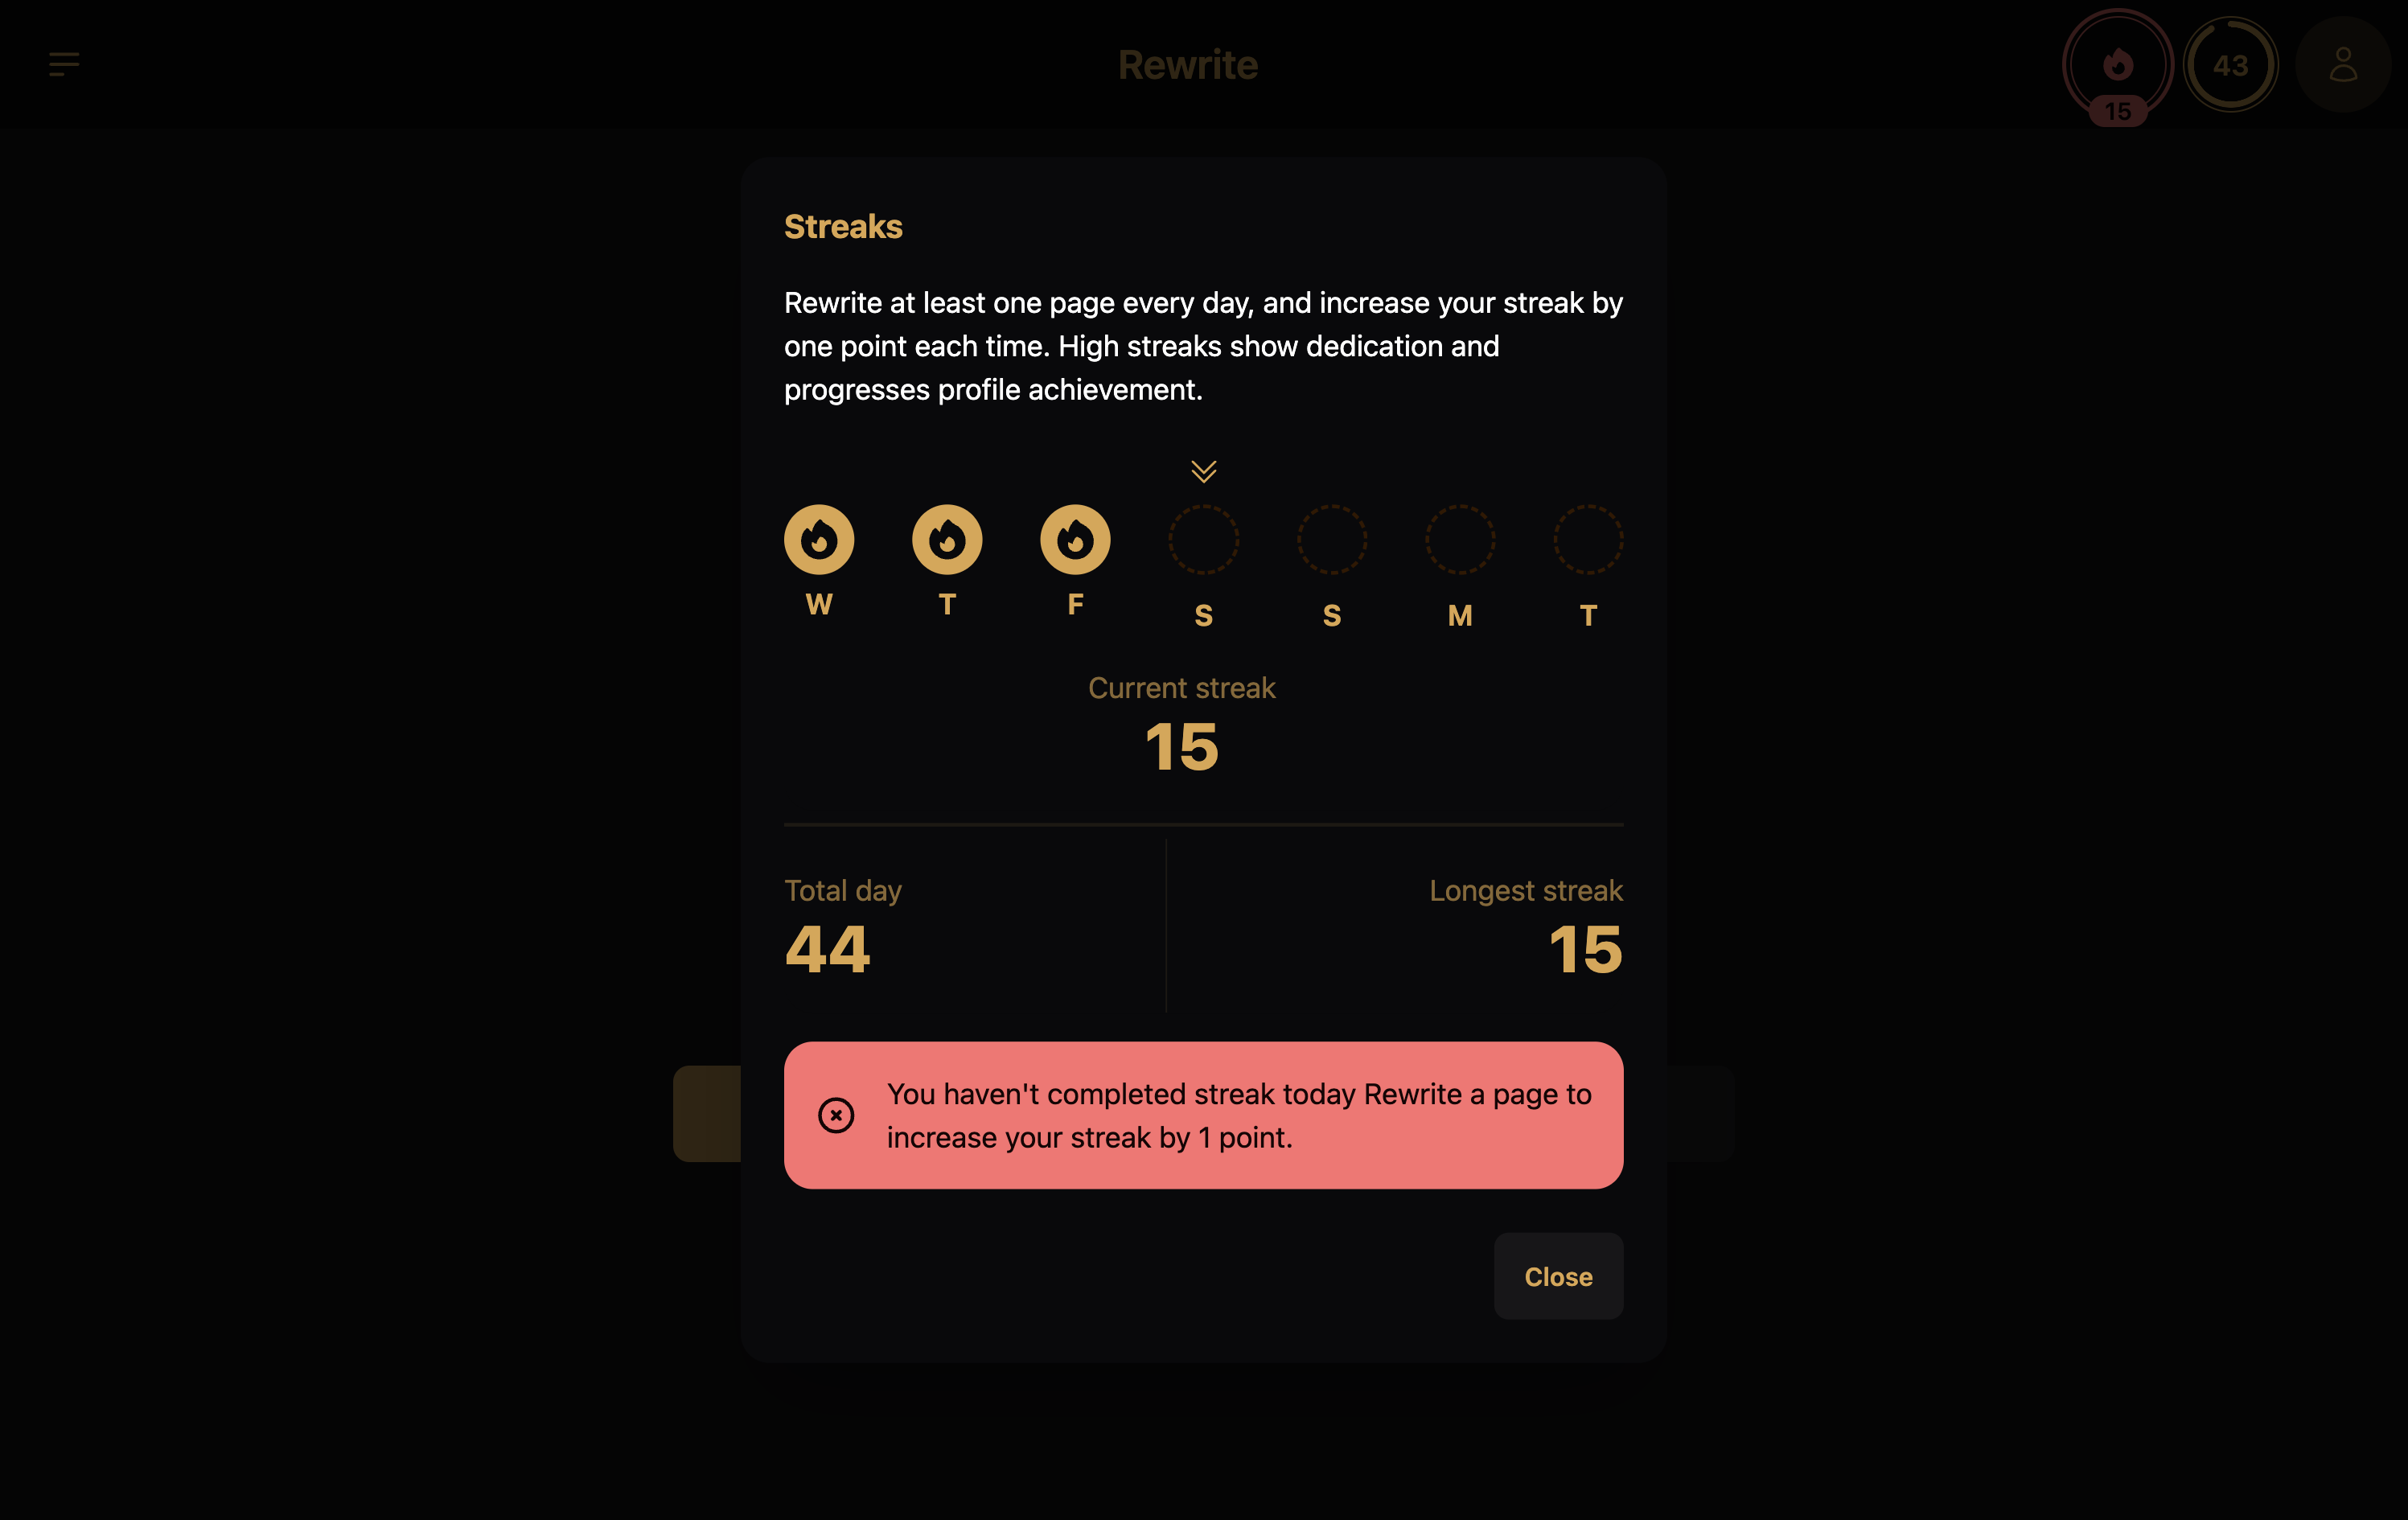 Rewrite
15
43
Streaks
Rewrite at least one page every day, and increase your streak by
one point each time. High streaks show dedication and
progresses profile achievement.
W T F S S M T
Current streak
15
Total day
44
Longest streak
15
You haven't completed streak today Rewrite a page to
increase your streak by 1 point.
Close